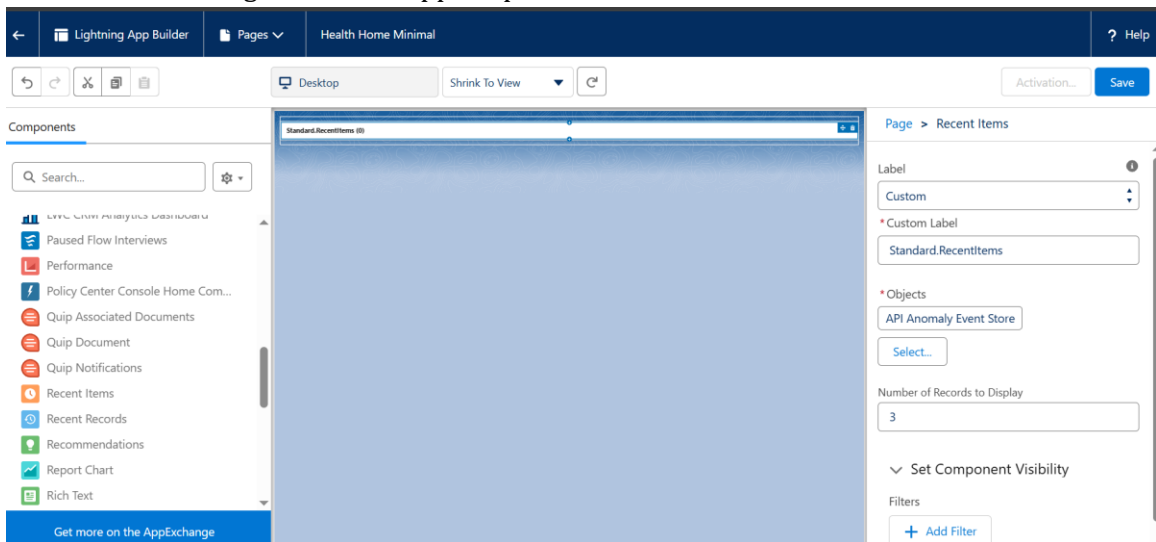 Lightning App Builder
Pages
Health Home Minimal
? Help
Desktop
Shrink To View
Activation...
Save
Components
Search...
LWC CRM Analytics Dashboard
Paused Flow Interviews
Performance
Policy Center Console Home Com...
Quip Associated Documents
Quip Document
Quip Notifications
Recent Items
Recent Records
Recommendations
Report Chart
Rich Text
Get more on the AppExchange
Standard.RecentItems (0)
Page > Recent Items
Label
Custom
*Custom Label
Standard.RecentItems
*Objects
API Anomaly Event Store
Select...
Number of Records to Display
3
Set Component Visibility
Filters
+ Add Filter